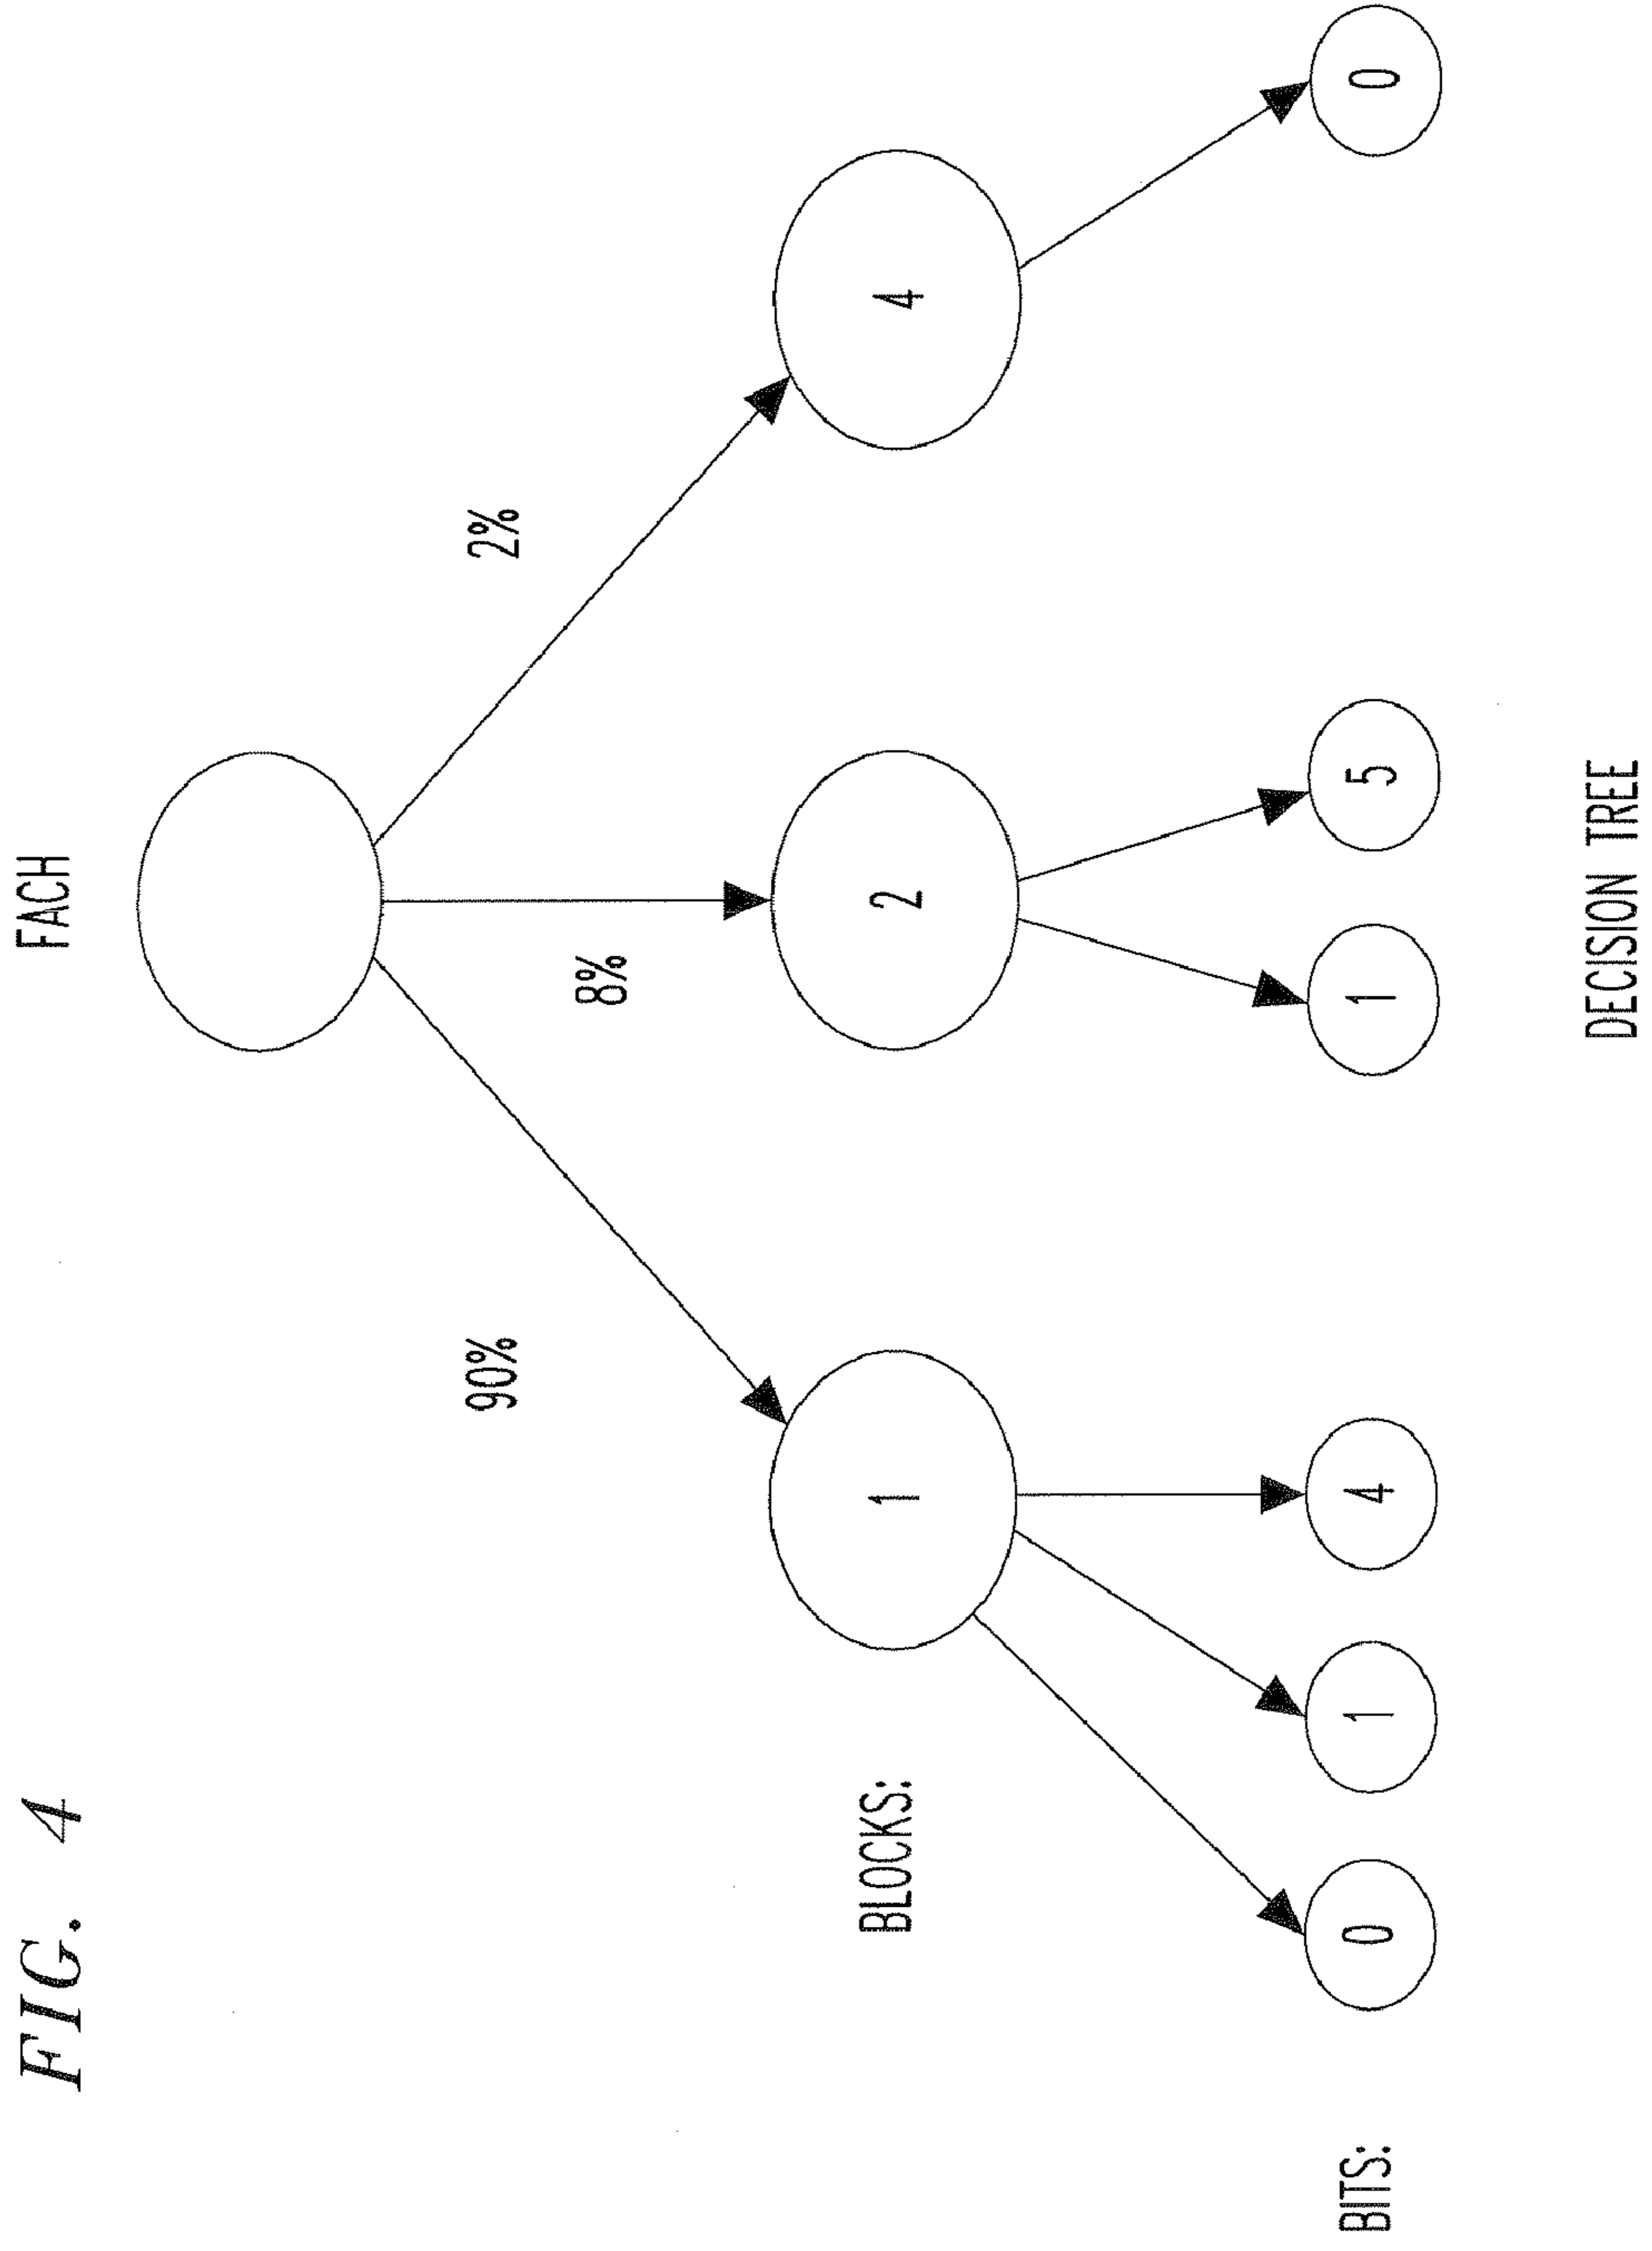 FIG. 4
FACH
90%
8%
2%
BLOCKS:
1
2
4
BITS:
0
1
4
1
5
0
DECISION TREE